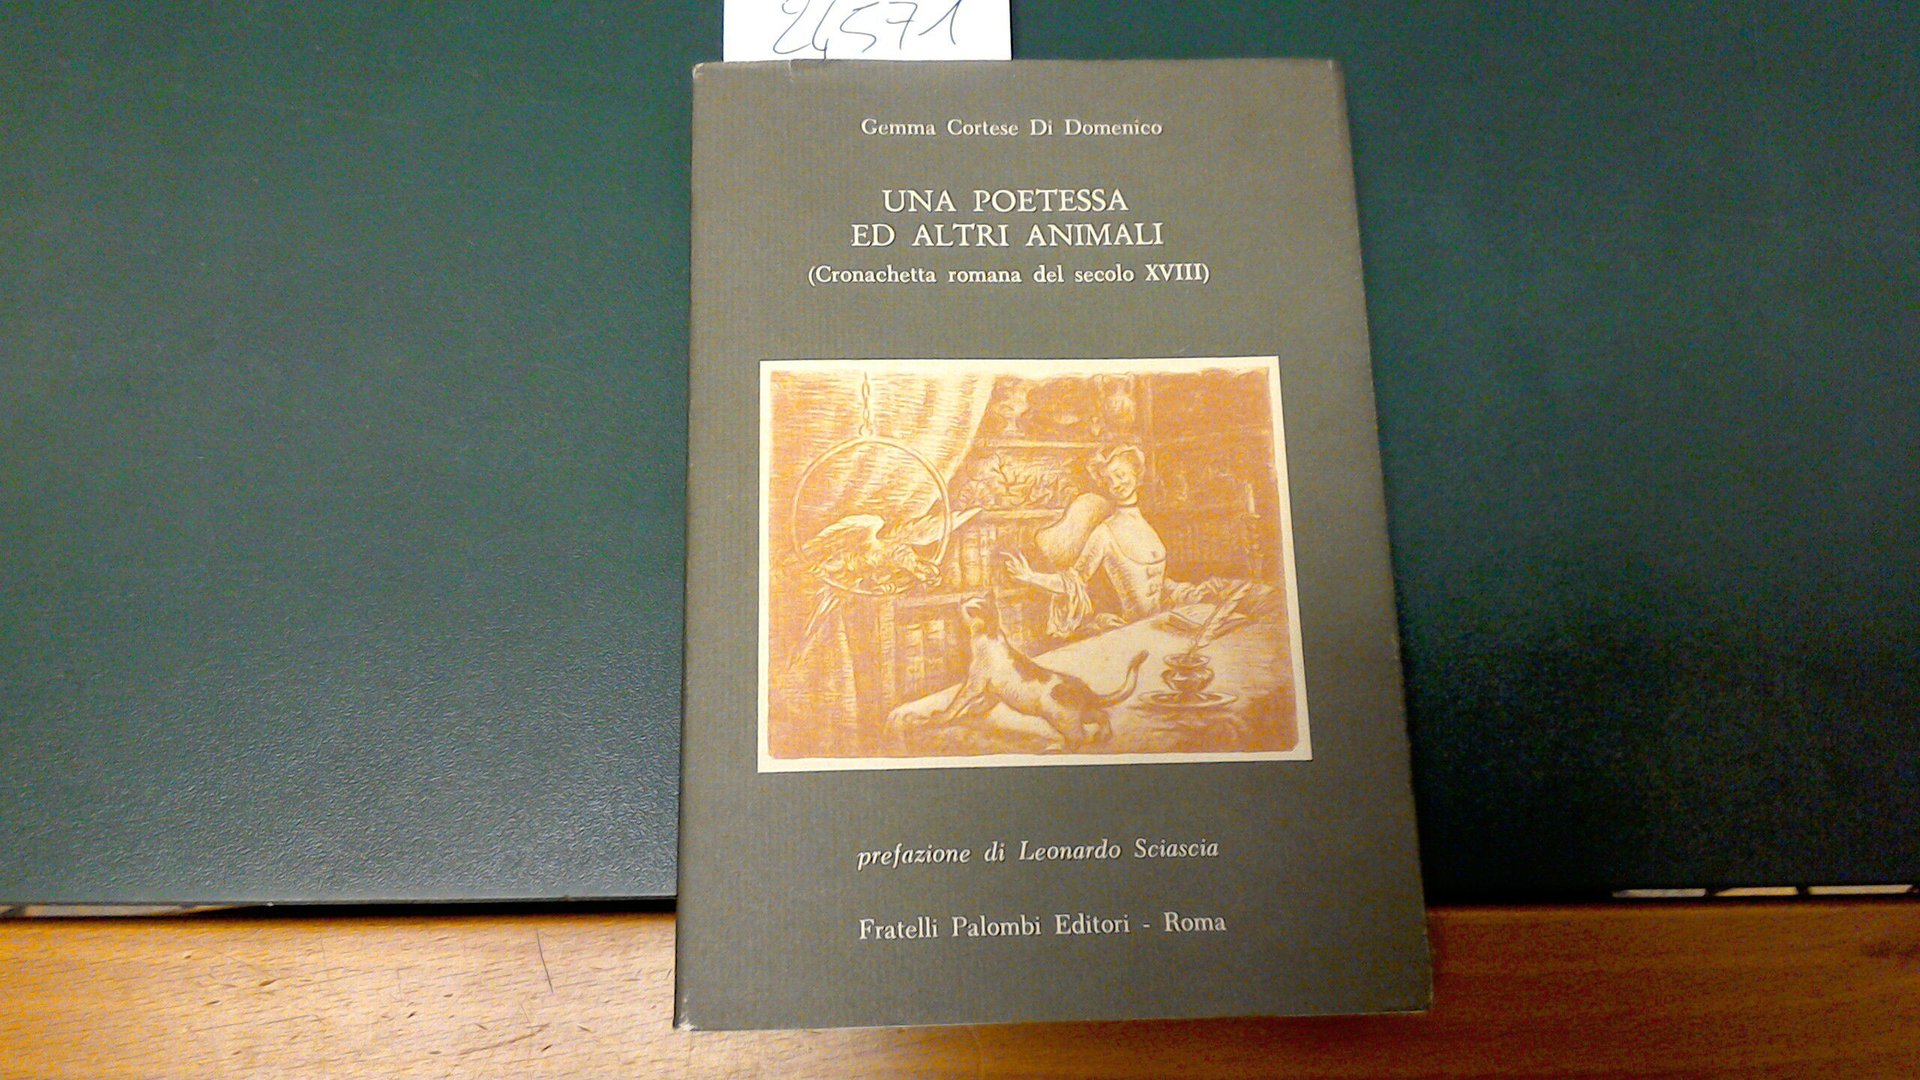 24571
Gemma Cortese Di Domenico
UNA POETESSA
ED ALTRI ANIMALI
(Cronachetta romana del secolo XVIII)
prefazione di Leonardo Sciascia
Fratelli Palombi Editori - Roma